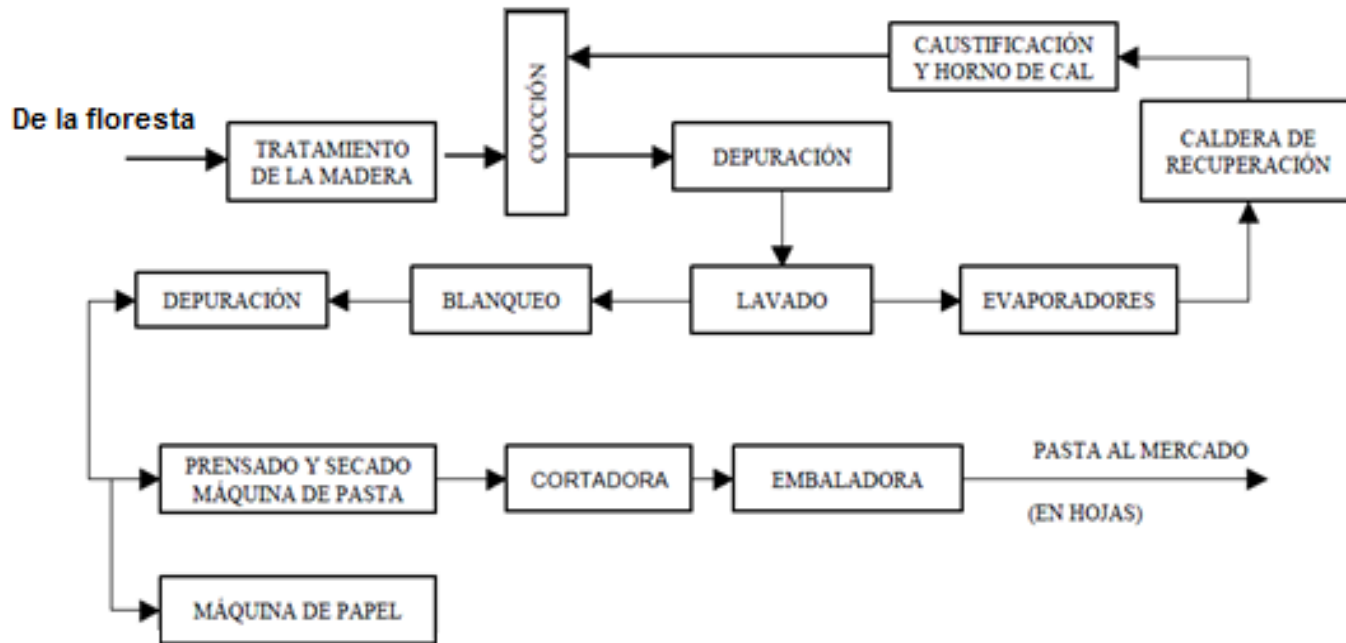 De la floresta
TRATAMIENTO
DE LA MADERA
COCCIÓN
DEPURACIÓN
CAUSTIFICACIÓN
Y HORNO DE CAL
CALDERA DE
RECUPERACIÓN
DEPURACIÓN
BLANQUEO
LAVADO
EVAPORADORES
PRENSADO Y SECADO
MÁQUINA DE PASTA
CORTADORA
EMBALADORA
PASTA AL MERCADO
(EN HOJAS)
MÁQUINA DE PAPEL